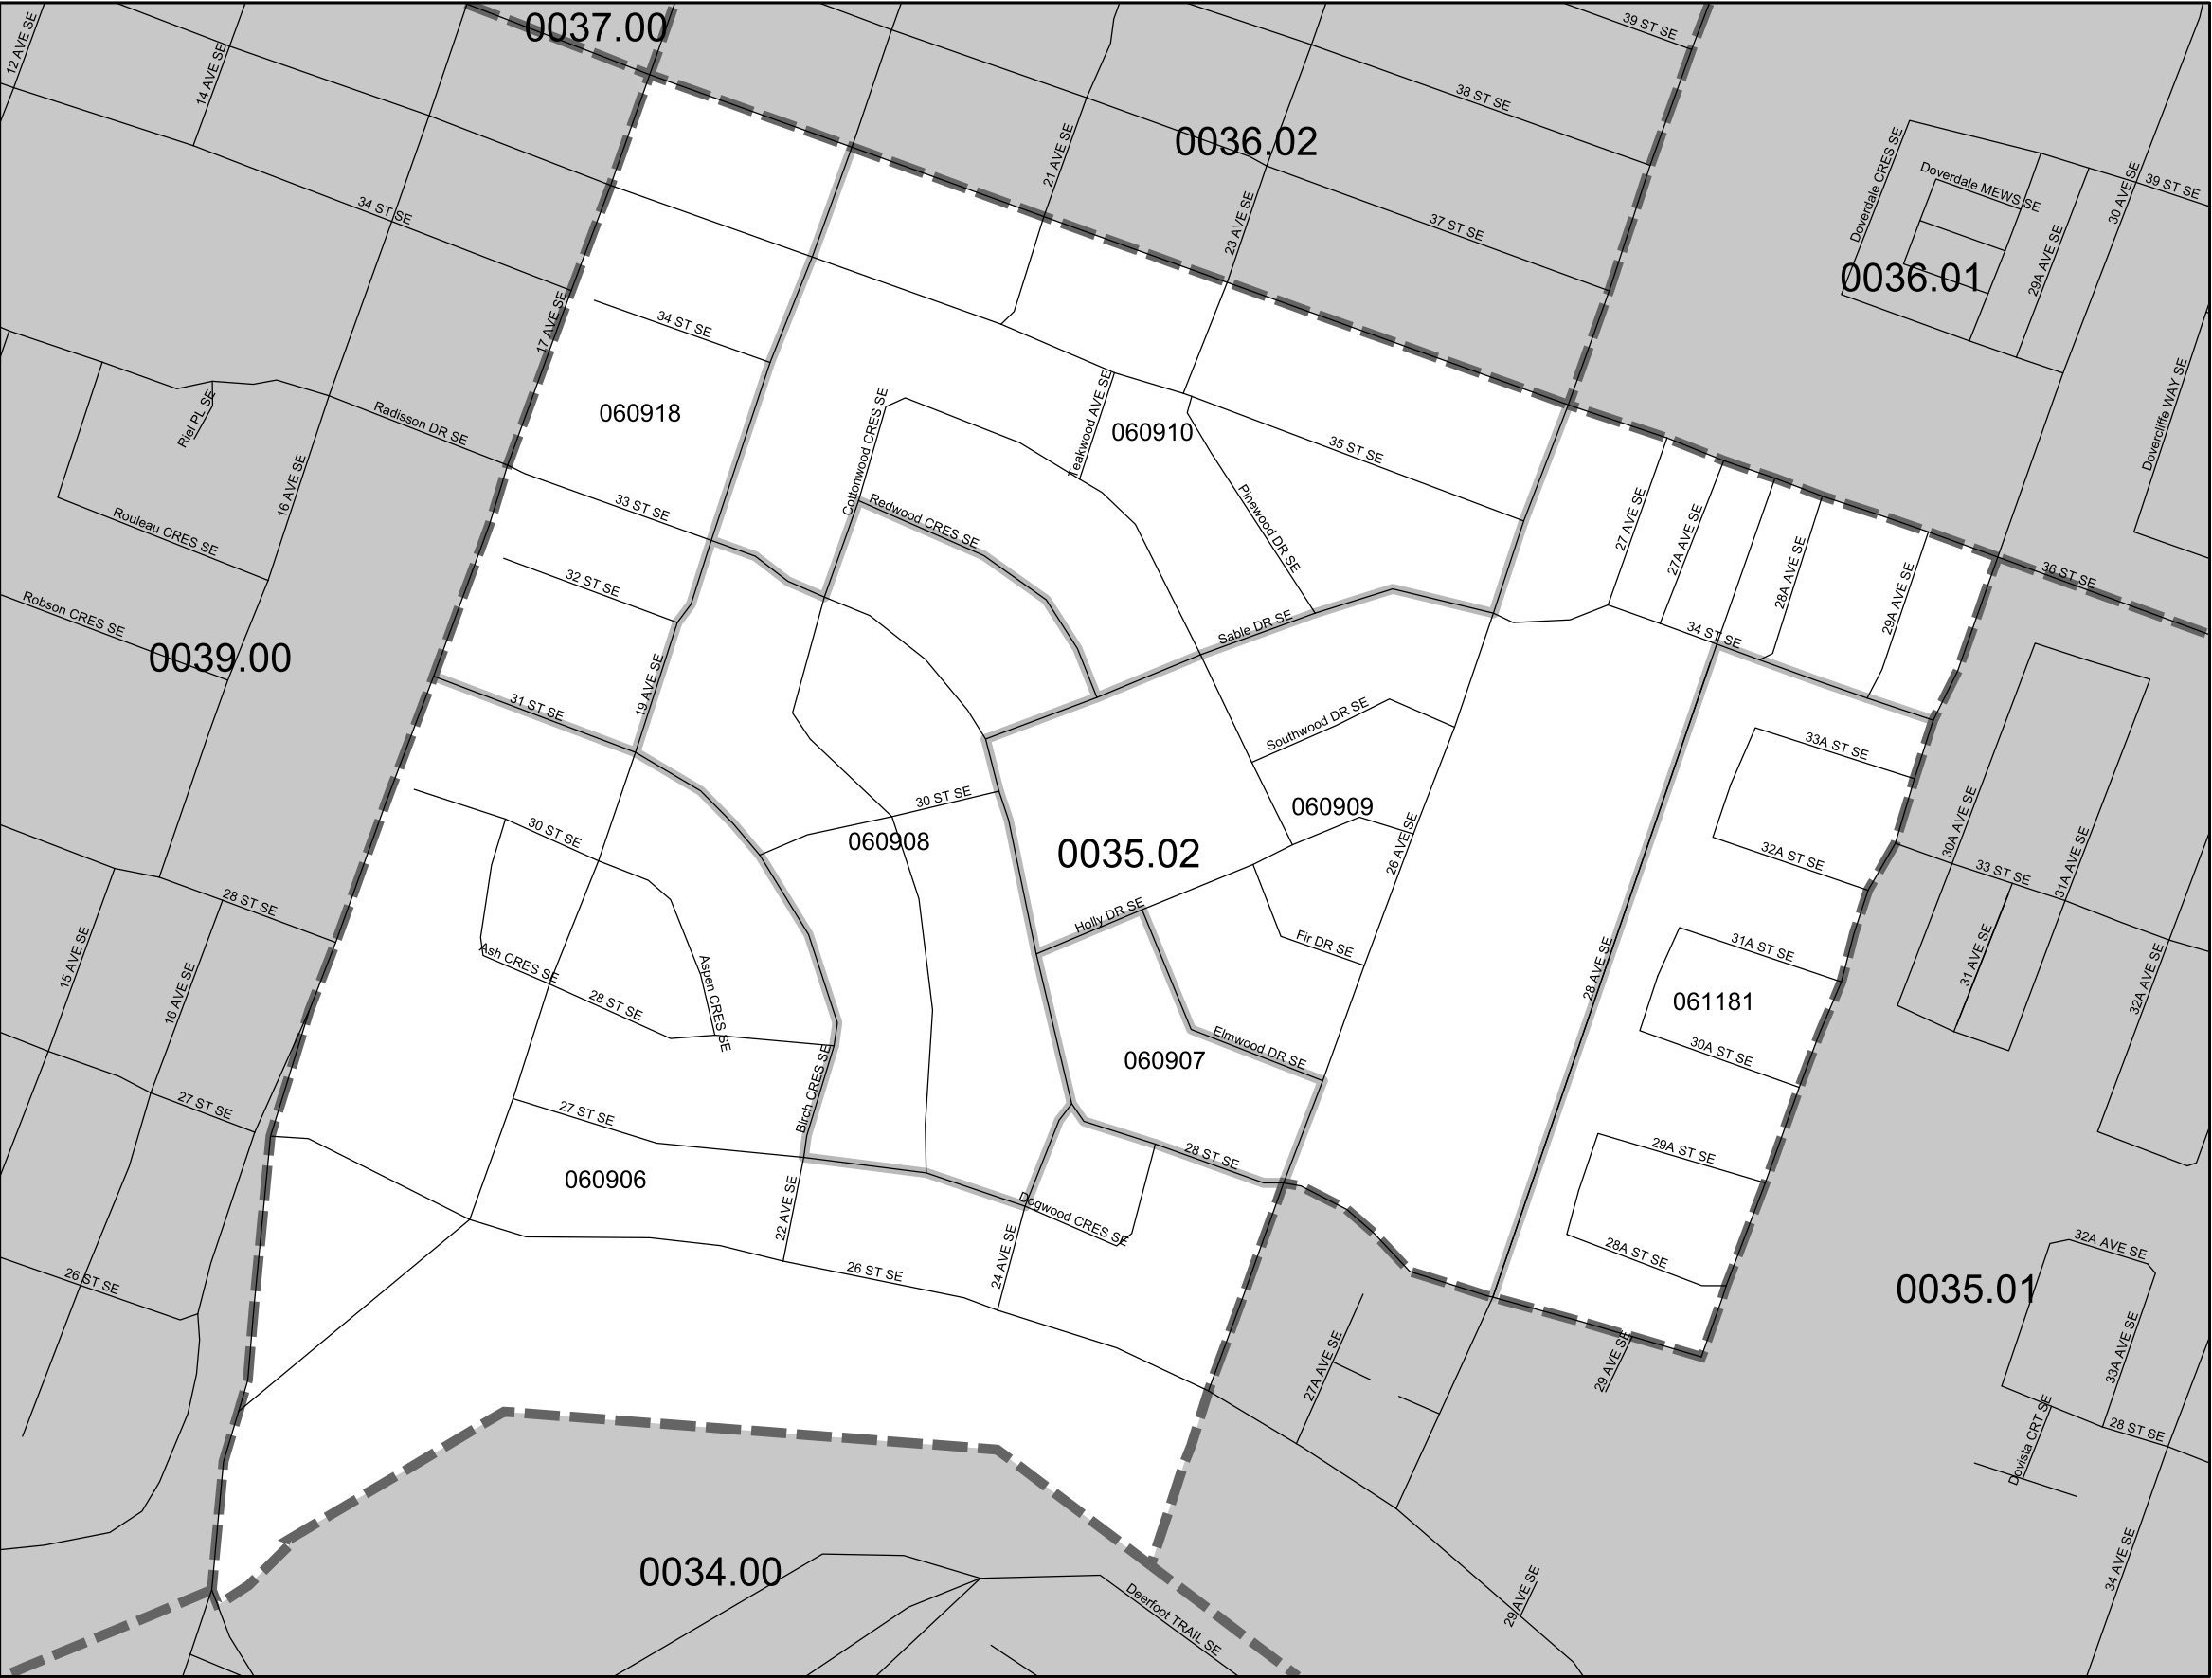 0037.00
39 ST SE
12 AVE SE
14 AVE SE
38 ST SE
0036.02
21 AVE SE
Doverdale CRES SE
Doverdale MEWS SE
39 ST SE
30 AVE SE
34 ST SE
23 AVE SE
37 ST SE
29A AVE SE
0036.01
17 AVE SE
34 ST SE
Riel PL SE
Radisson DR SE
060918
Cottonwood CRES SE
Teakwood AVE SE
060910
35 ST SE
Dovercliffe WAY SE
16 AVE SE
33 ST SE
Redwood CRES SE
Pinewood DR SE
27 AVE SE
27A AVE SE
Rouleau CRES SE
32 ST SE
28A AVE SE
29A AVE SE
36 ST SE
Robson CRES SE
0039.00
Sable DR SE
34 ST SE
19 AVE SE
31 ST SE
Southwood DR SE
33A ST SE
30 ST SE
060909
30 ST SE
060908
0035.02
26 AVE SE
32A ST SE
30A AVE SE
33 ST SE
31A AVE SE
28 ST SE
Holly DR SE
Fir DR SE
15 AVE SE
16 AVE SE
Ash CRES SE
Aspen CRES SE
28 ST SE
28 AVE SE
31A ST SE
061181
31 AVE SE
32A AVE SE
060907
Elmwood DR SE
30A ST SE
27 ST SE
27 ST SE
Birch CRES SE
28 ST SE
29A ST SE
060906
22 AVE SE
Dogwood CRES SE
24 AVE SE
26 ST SE
26 ST SE
28A ST SE
0035.01
32A AVE SE
33A AVE SE
27A AVE SE
29 AVE SE
28 ST SE
Dovista CRT SE
0034.00
Deerfoot TRAIL SE
29 AVE SE
34 AVE SE